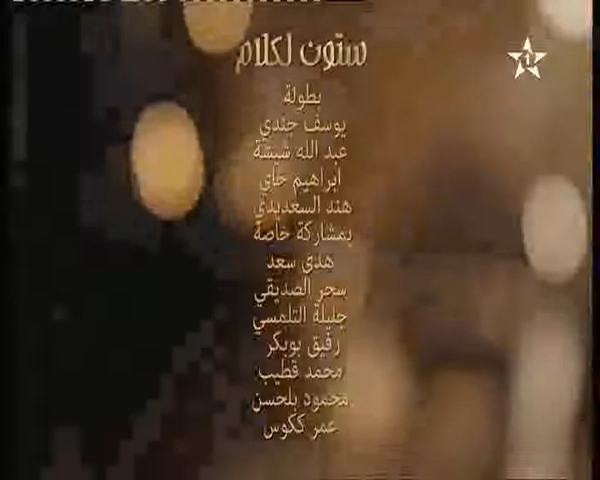 ستون لكلام
بطولة
يوسف جندي
عبد الله شيشة
ابراهيم خاي
هند السعديدي
بمشاركة خاصة
هدى سعد
سحر الصديقي
جليلة التلمسي
رفيق بوبكر
محمد قطيب
محمود بلحسن
عمر ككوس